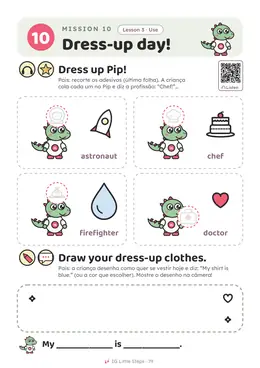 MISSION 10 Lesson 3 · Use
10 Dress-up day!
Dress up Pip!
Pais: recorte os adesivos (última folha). A criança
cola cada um no Pip e diz a profissão: "Chef!"...
Listen
astronaut
chef
firefighter
doctor
Draw your dress-up clothes.
Pais: a criança desenha como quer se vestir hoje e diz: "My shirt is
blue." (ou a cor que escolher). Mostre o desenho na câmera!
My ____________ is ____________.